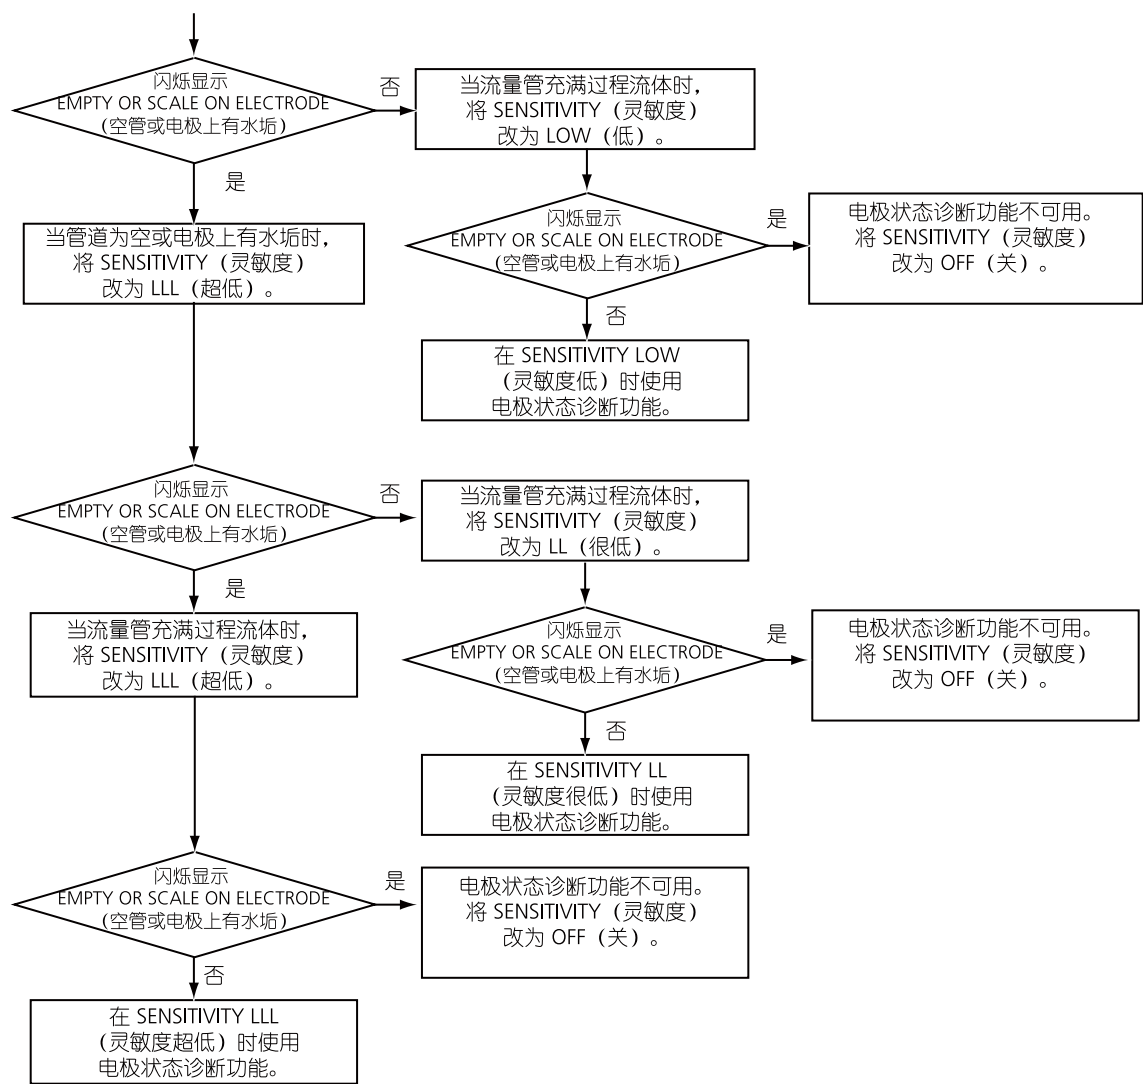 闪烁显示
EMPTY OR SCALE ON ELECTRODE
(空管或电极上有水垢)
否
当流量管充满过程流体时，
将 SENSITIVITY（灵敏度）
改为 LOW（低）。
是
闪烁显示
EMPTY OR SCALE ON ELECTRODE
(空管或电极上有水垢)
是
电极状态诊断功能不可用。
将 SENSITIVITY（灵敏度）
改为 OFF（关）。
当管道为空或电极上有水垢时，
将 SENSITIVITY（灵敏度）
改为 LLL（超低）。
否
在 SENSITIVITY LOW
（灵敏度低）时使用
电极状态诊断功能。
闪烁显示
EMPTY OR SCALE ON ELECTRODE
(空管或电极上有水垢)
否
当流量管充满过程流体时，
将 SENSITIVITY（灵敏度）
改为 LL（很低）。
是
闪烁显示
EMPTY OR SCALE ON ELECTRODE
(空管或电极上有水垢)
是
电极状态诊断功能不可用。
将 SENSITIVITY（灵敏度）
改为 OFF（关）。
当流量管充满过程流体时，
将 SENSITIVITY（灵敏度）
改为 LLL（超低）。
否
在 SENSITIVITY LL
（灵敏度很低）时使用
电极状态诊断功能。
闪烁显示
EMPTY OR SCALE ON ELECTRODE
(空管或电极上有水垢)
是
电极状态诊断功能不可用。
将 SENSITIVITY（灵敏度）
改为 OFF（关）。
否
在 SENSITIVITY LLL
（灵敏度超低）时使用
电极状态诊断功能。